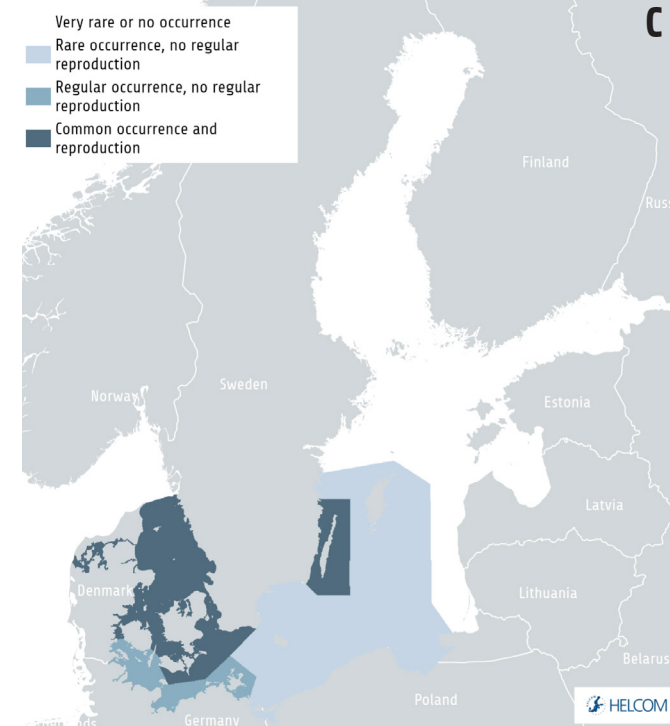 C
Very rare or no occurrence
Rare occurrence, no regular
reproduction
Regular occurrence, no regular
reproduction
Common occurrence and
reproduction
Finland
Norway
Sweden
Estonia
Latvia
Denmark
Lithuania
Belarus
Poland
HELCOM
Germany